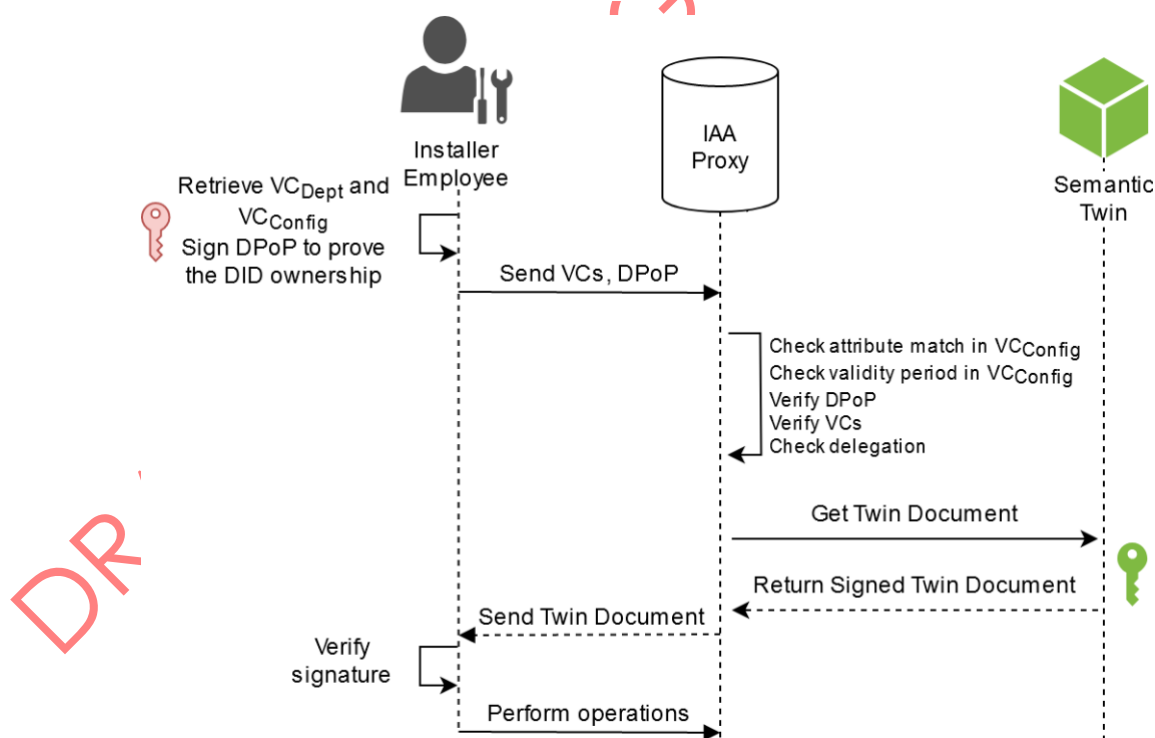 IAA
Proxy
Installer
Employee
Semantic
Twin
Retrieve VCDept and
VCConfig
Sign DPoP to prove
the DID ownership
Send VCs, DPoP
Check attribute match in VCConfig
Check validity period in VCConfig
Verify DPoP
Verify VCs
Check delegation
Get Twin Document
Return Signed Twin Document
Send Twin Document
Verify
signature
Perform operations
DR